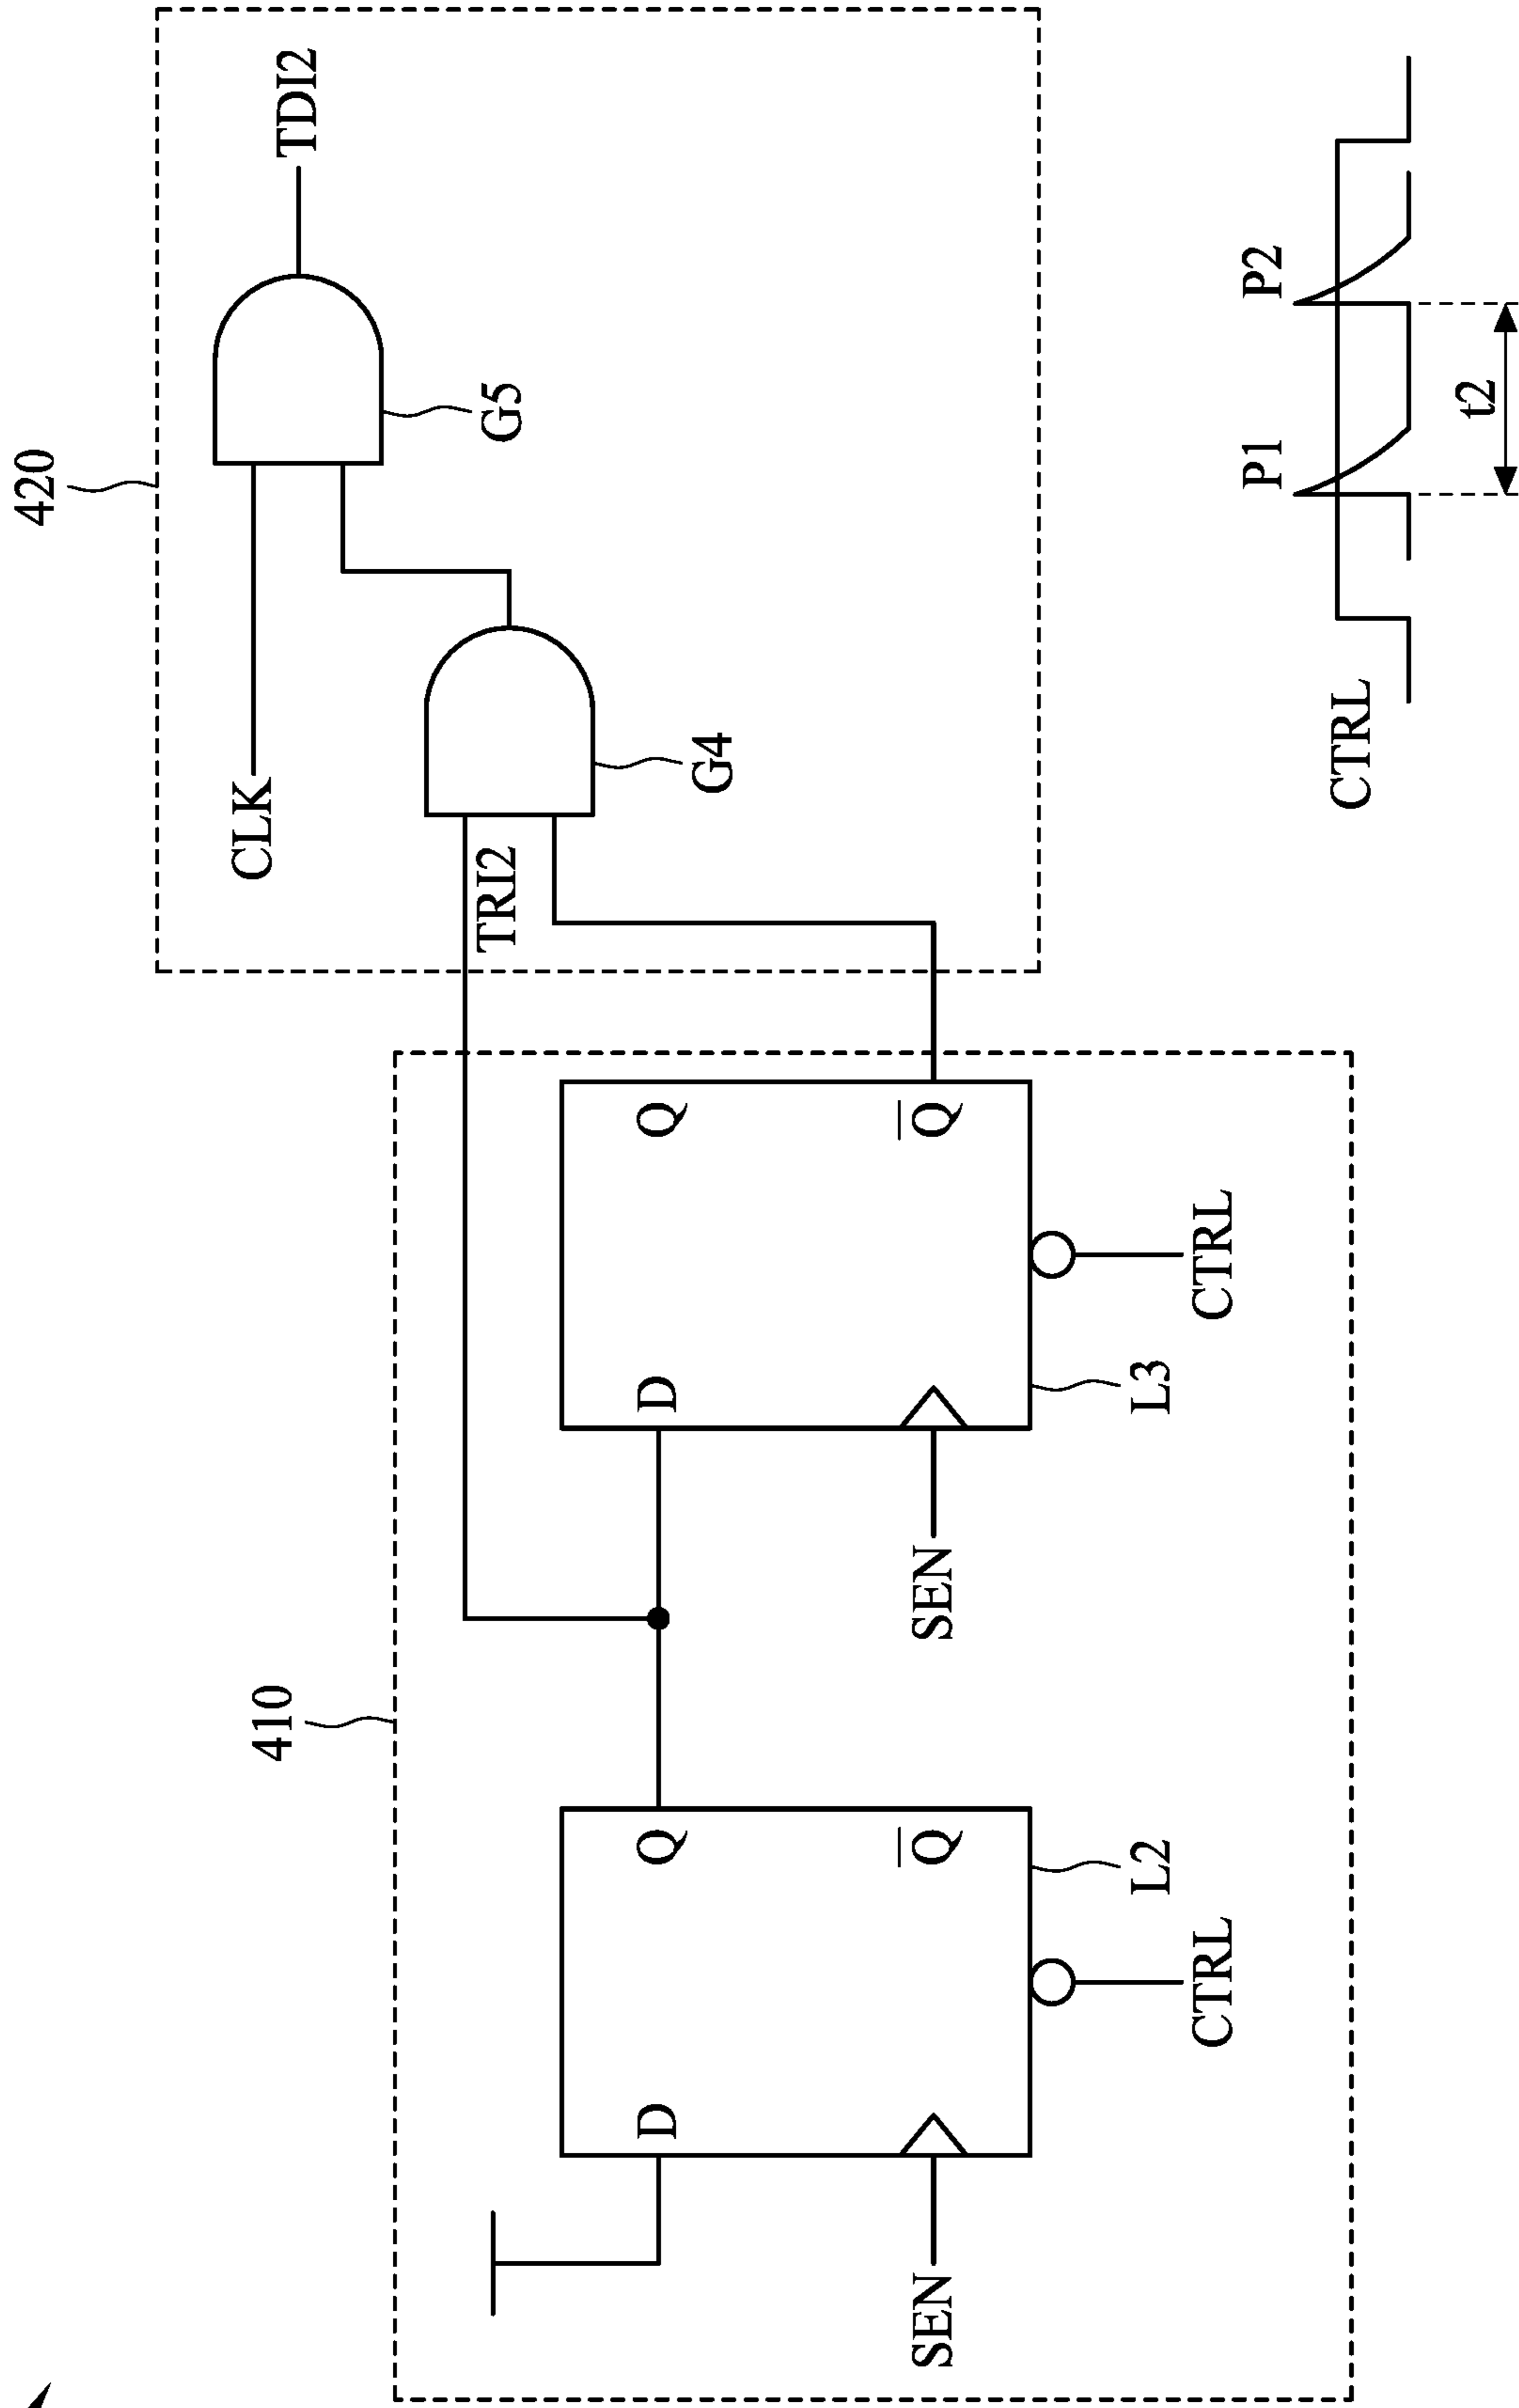 420
CLK
TDI2
G5
TRI2
G4
410
D
Q
Q
SEN
L2
CTRL
D
Q
Q
SEN
L3
CTRL
P1
P2
CTRL
t2